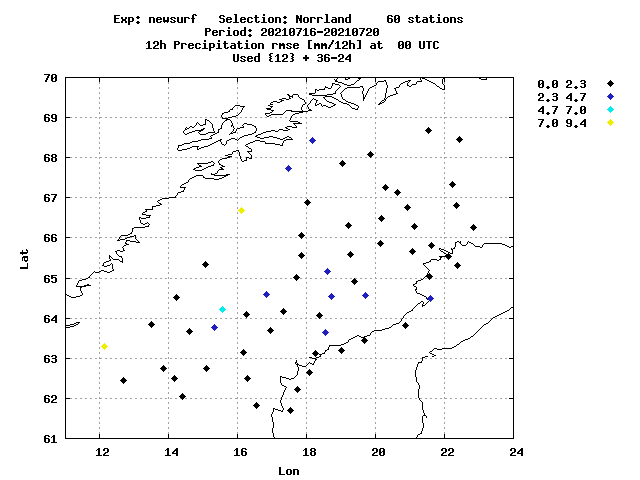 Exp: newsurf   Selection: Norrland     60 stations
Period: 20210716-20210720
12h Precipitation rmse [mm/12h] at  00 UTC
Used {12} + 36-24
0.0 2.3
2.3 4.7
4.7 7.0
7.0 9.4
70
69
68
67
66
65
64
63
62
61
Lat
12 14 16 18 20 22 24
Lon